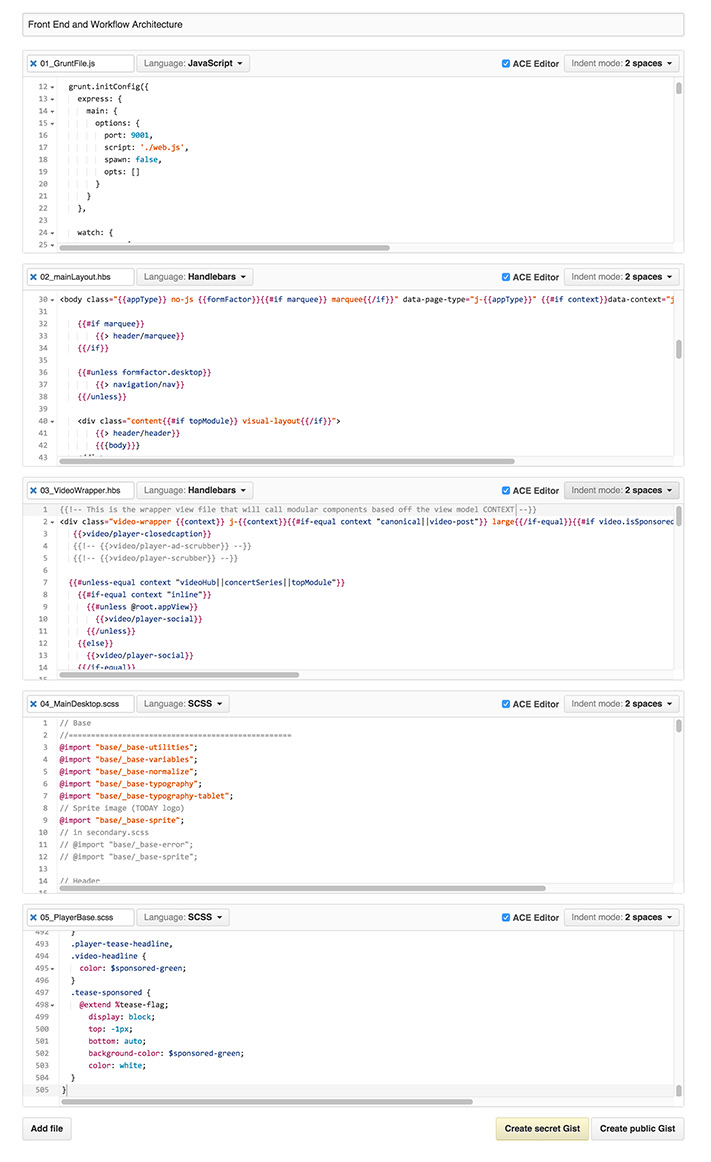 Front End and Workflow Architecture
01_GruntFile.js Language: JavaScript ACE Editor Indent mode: 2 spaces
12 grunt.initConfig({
13 express: {
14 main: {
15 options: {
16 port: 9001,
17 script: './web.js',
18 spawn: false,
19 opts: []
20 }
21 }
22 },
23
24 watch: {
25
02_mainLayout.hbs Language: Handlebars ACE Editor Indent mode: 2 spaces
30 <body class="{{appType}} no-js {{formFactor}}{{#if marquee}} marquee{{/if}}" data-page-type="j-{{appType}}" {{#if context}}data-context="j
31
32 {{#if marquee}}
33 {{> header/marquee}}
34 {{/if}}
35
36 {{#unless formfactor.desktop}}
37 {{> navigation/nav}}
38 {{/unless}}
39
40 <div class="content{{#if topModule}} visual-layout{{/if}}">
41 {{> header/header}}
42 {{{body}}}
43
03_VideoWrapper.hbs Language: Handlebars ACE Editor Indent mode: 2 spaces
1 {{!-- This is the wrapper view file that will call modular components based off the view model CONTEXT --}}
2 <div class="video-wrapper {{context}} j-{{context}}{{#if-equal context "canonical||video-post"}} large{{/if-equal}}{{#if video.isSponsored
3 {{>video/player-closedcaption}}
4 {{!-- {{>video/player-ad-scrubber}} --}}
5 {{!-- {{>video/player-scrubber}} --}}
6
7 {{#unless-equal context "videoHub||concertSeries||topModule"}}
8 {{#if-equal context "inline"}}
9 {{#unless @root.appView}}
10 {{>video/player-social}}
11 {{/unless}}
12 {{else}}
13 {{>video/player-social}}
14 {{/if-equal}}
15
04_MainDesktop.scss Language: SCSS ACE Editor Indent mode: 2 spaces
1 // Base
2 //==================================================
3 @import "base/_base-utilities";
4 @import "base/_base-variables";
5 @import "base/_base-normalize";
6 @import "base/_base-typography";
7 @import "base/_base-typography-tablet";
8 // Sprite image (TODAY logo)
9 @import "base/_base-sprite";
10 // in secondary.scss
11 // @import "base/_base-error";
12 // @import "base/_base-sprite";
13
14 // Header
15
05_PlayerBase.scss Language: SCSS ACE Editor Indent mode: 2 spaces
492 }
493 .player-tease-headline,
494 .video-headline {
495 color: $sponsored-green;
496 }
497 .tease-sponsored {
498 @extend %tease-flag;
499 display: block;
500 top: -1px;
501 bottom: auto;
502 background-color: $sponsored-green;
503 color: white;
504 }
505 }
Add file Create secret Gist Create public Gist